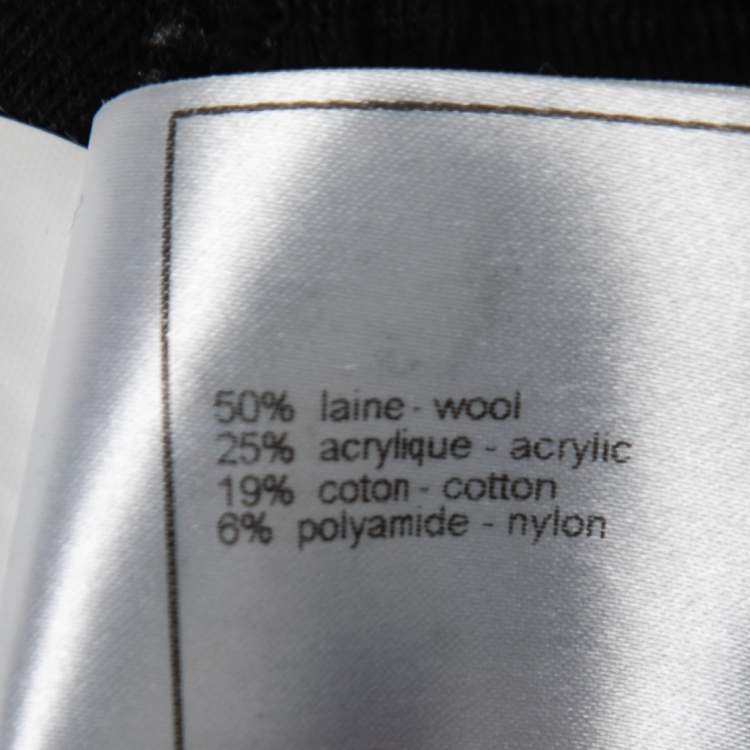 50% laine - wool
25% acrylique - acrylic
19% coton - cotton
6% polyamide - nylon